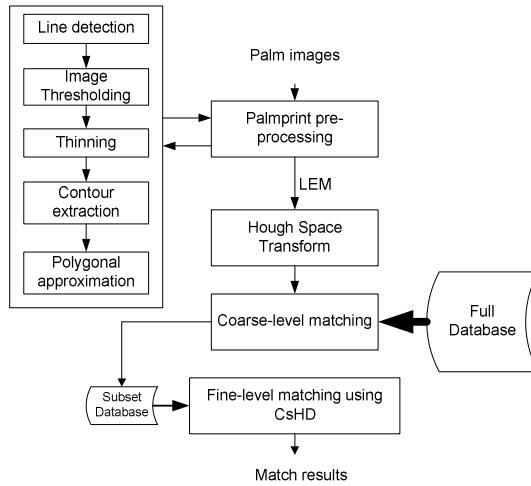 Line detection
Image
Thresholding
Thinning
Contour
extraction
Polygonal
approximation
Palm images
Palmprint pre-
processing
LEM
Hough Space
Transform
Coarse-level matching
Full
Database
Subset
Database
Fine-level matching using
CsHD
Match results